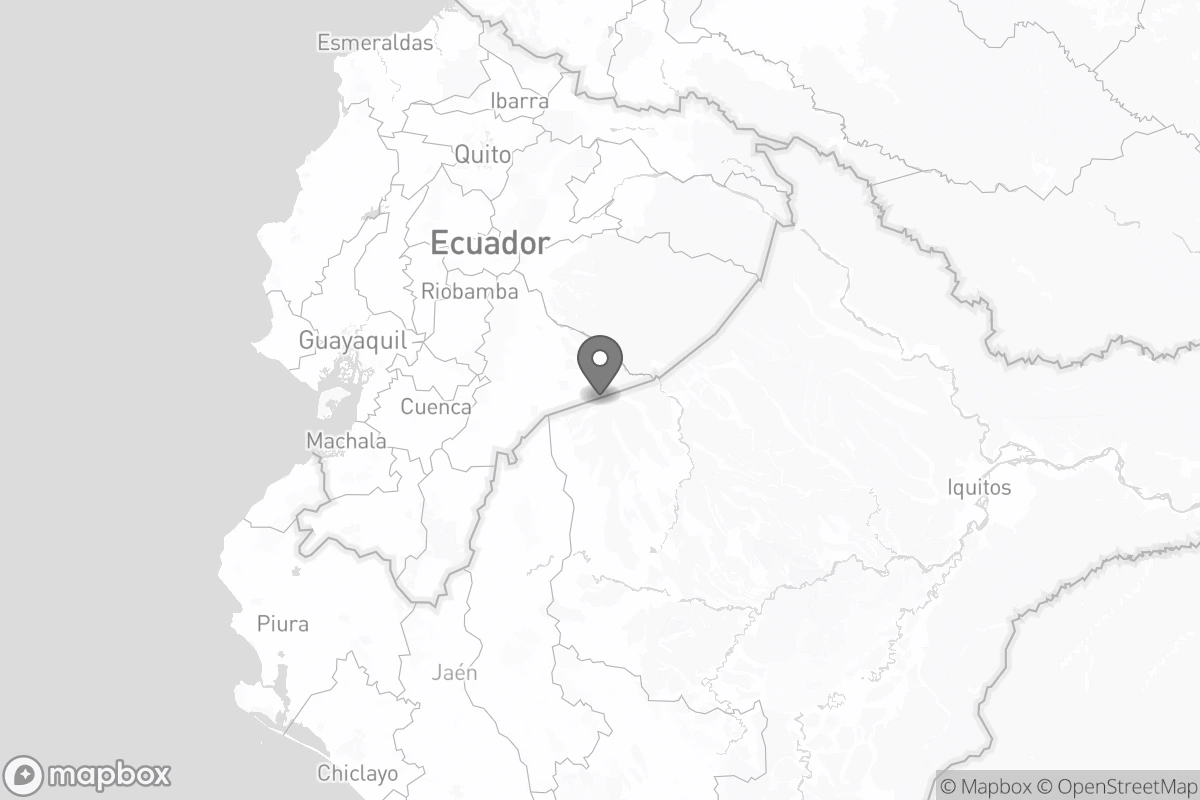 Esmeraldas
Ibarra
Quito
Ecuador
Riobamba
Guayaquil
Cuenca
Machala
Iquitos
Piura
Jaén
Chiclayo
mapbox
© Mapbox © OpenStreetMap